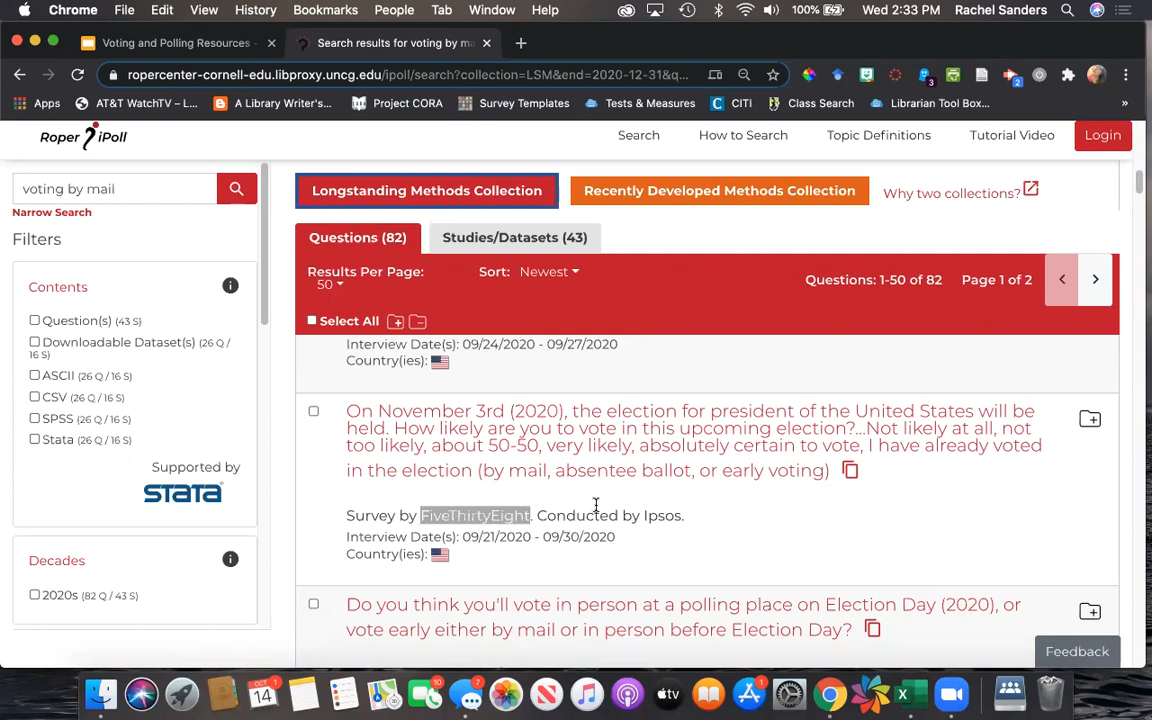 Chrome File Edit View History Bookmarks People Tab Window Help 100% Wed 2:33 PM Rachel Sanders
Voting and Polling Resources - Search results for voting by ma
ropercenter-cornell-edu.libproxy.uncg.edu/ipoll/search?collection=LSM&end=2020-12-31&q... 3 2
Apps AT&T WatchTV – L... A Library Writer's... Project CORA Survey Templates Tests & Measures CITI Class Search Librarian Tool Box... »
Roper iPoll Search How to Search Topic Definitions Tutorial Video Login
voting by mail
Narrow Search
Filters
Contents
Question(s) (43 S)
Downloadable Dataset(s) (26 Q /
16 S)
ASCII (26 Q / 16 S)
CSV (26 Q / 16 S)
SPSS (26 Q / 16 S)
Stata (26 Q / 16 S)
Supported by
STATA
Decades
2020s (82 Q / 43 S)
Longstanding Methods Collection Recently Developed Methods Collection Why two collections?
Questions (82) Studies/Datasets (43)
Results Per Page: 50 Sort: Newest Questions: 1-50 of 82 Page 1 of 2
Select All
Interview Date(s): 09/24/2020 - 09/27/2020
Country(ies):
On November 3rd (2020), the election for president of the United States will be
held. How likely are you to vote in this upcoming election?...Not likely at all, not
too likely, about 50-50, very likely, absolutely certain to vote, I have already voted
in the election (by mail, absentee ballot, or early voting)
Survey by FiveThirtyEight. Conducted by Ipsos.
Interview Date(s): 09/21/2020 - 09/30/2020
Country(ies):
Do you think you'll vote in person at a polling place on Election Day (2020), or
vote early either by mail or in person before Election Day?
Feedback
OCT 14 10 7 tv 1